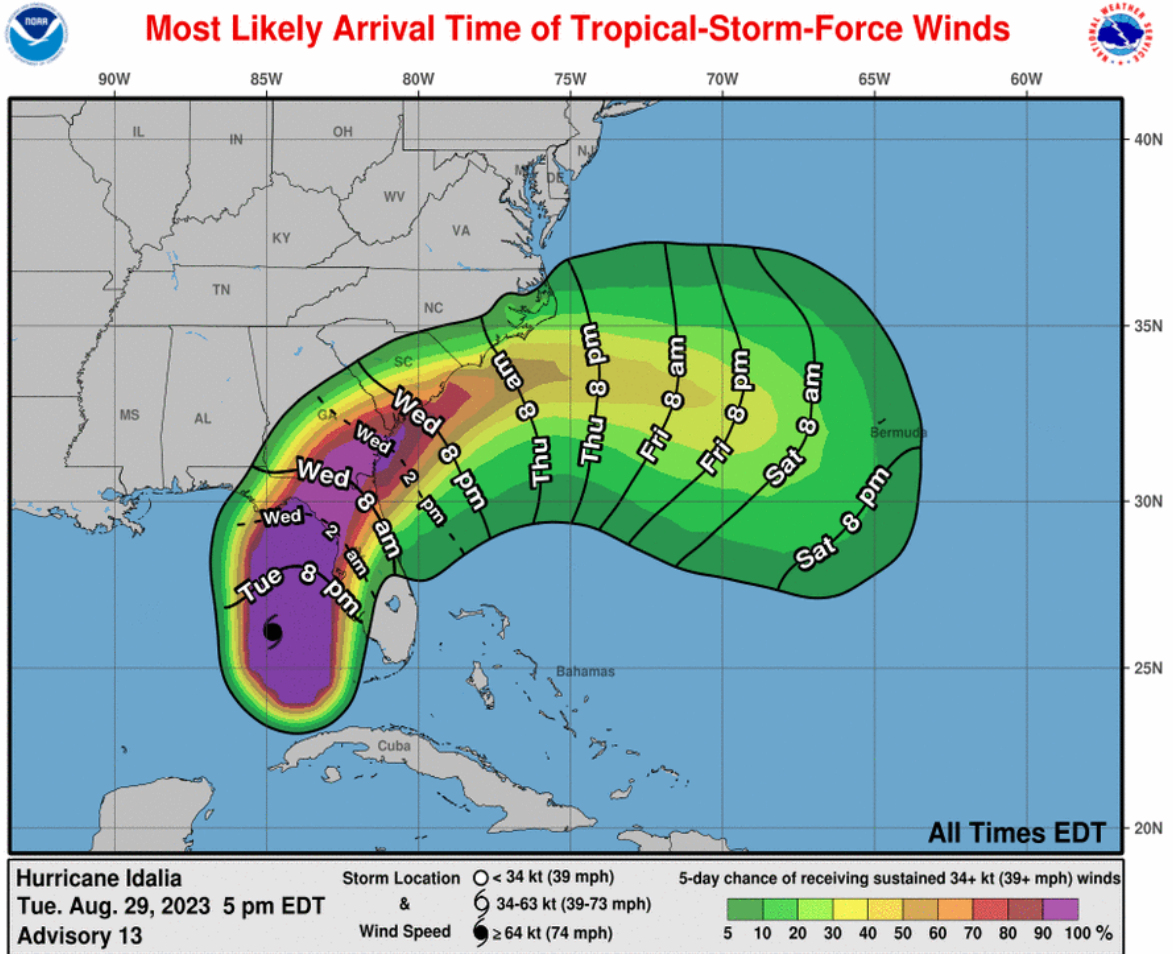 NOAA
Most Likely Arrival Time of Tropical-Storm-Force Winds
NATIONAL WEATHER SERVICE
90W 85W 80W 75W 70W 65W 60W
IL IN OH NJ 40N
DE
WV
KY VA
TN
NC 35N
SC
MS AL GA
Bermuda
30N
Tue 8 pm
Wed 2 am
Wed 8 am
Wed 2 pm
Wed 8 pm
Thu 8 am
Thu 8 pm
Fri 8 am
Fri 8 pm
Sat 8 am
Sat 8 pm
Bahamas 25N
Cuba
All Times EDT 20N
Hurricane Idalia
Tue. Aug. 29, 2023 5 pm EDT
Advisory 13
Storm Location
&
Wind Speed
< 34 kt (39 mph)
34-63 kt (39-73 mph)
≥ 64 kt (74 mph)
5-day chance of receiving sustained 34+ kt (39+ mph) winds
5 10 20 30 40 50 60 70 80 90 100 %